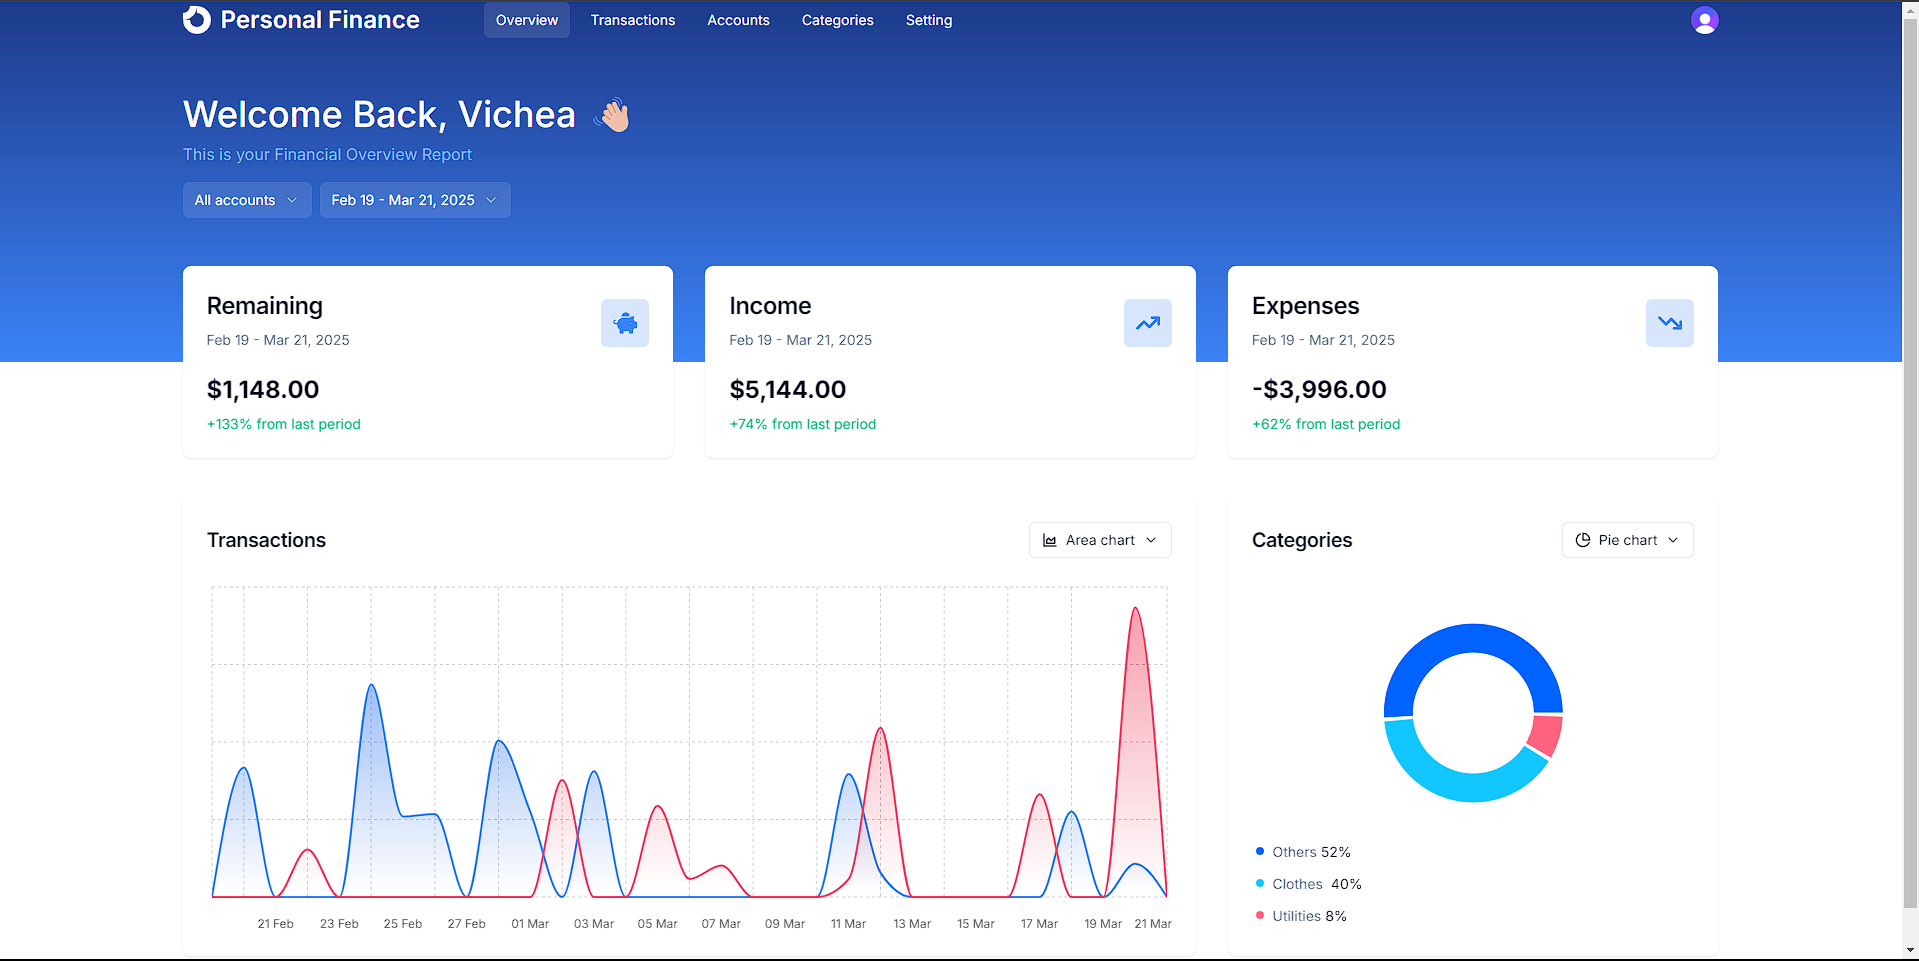 Personal Finance
Overview Transactions Accounts Categories Setting
Welcome Back, Vichea 👋
This is your Financial Overview Report
All accounts
Feb 19 - Mar 21, 2025
Remaining
Feb 19 - Mar 21, 2025
$1,148.00
+133% from last period
Income
Feb 19 - Mar 21, 2025
$5,144.00
+74% from last period
Expenses
Feb 19 - Mar 21, 2025
-$3,996.00
+62% from last period
Transactions
Area chart
21 Feb 23 Feb 25 Feb 27 Feb 01 Mar 03 Mar 05 Mar 07 Mar 09 Mar 11 Mar 13 Mar 15 Mar 17 Mar 19 Mar 21 Mar
Categories
Pie chart
Others 52%
Clothes 40%
Utilities 8%